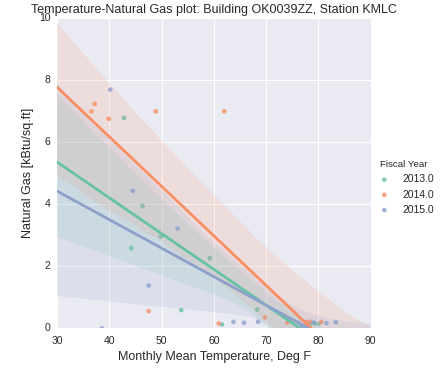 Temperature-Natural Gas plot: Building OK0039ZZ, Station KMLC
10
8
6
4
2
0
Natural Gas [kBtu/sq.ft]
30 40 50 60 70 80 90
Monthly Mean Temperature, Deg F
Fiscal Year
2013.0
2014.0
2015.0